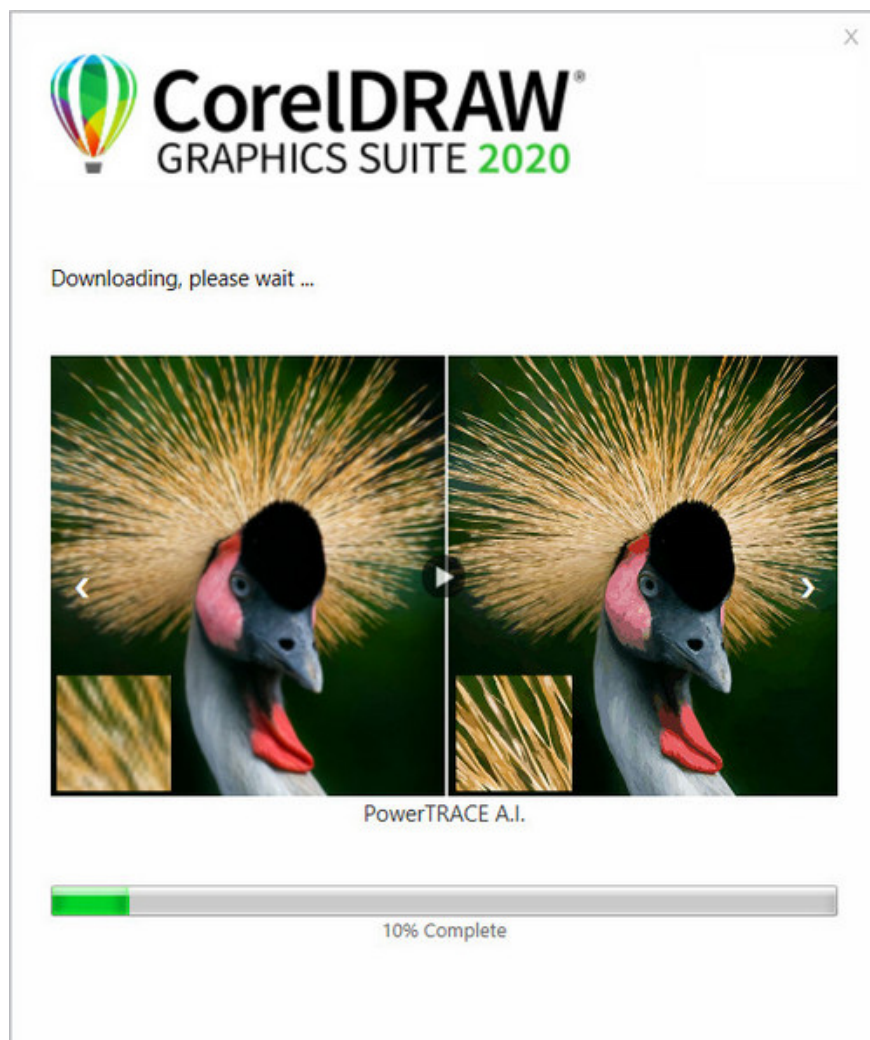 X
CorelDRAW®
GRAPHICS SUITE 2020
Downloading, please wait ...
PowerTRACE A.I.
10% Complete